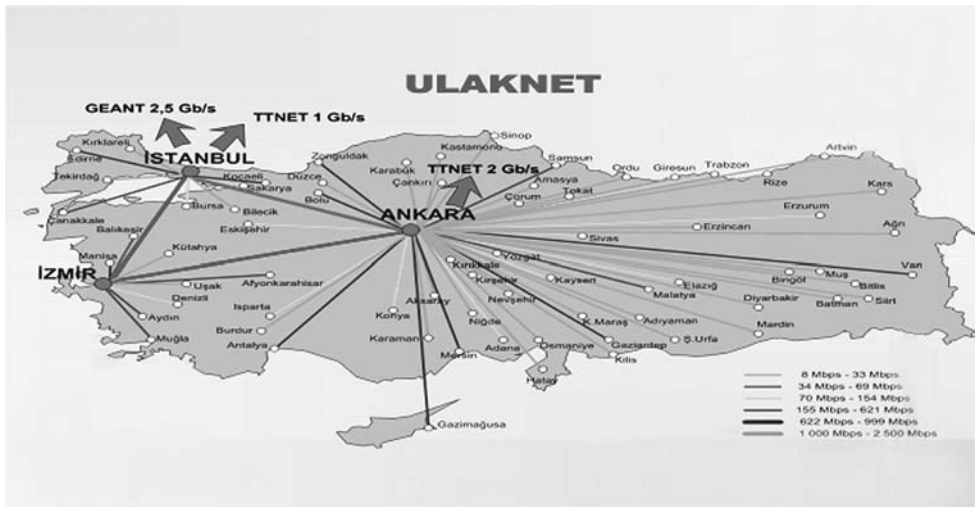 ULAKNET
GEANT 2,5 Gb/s
TTNET 1 Gb/s
Kırklareli
Edirne
İSTANBUL
Tekirdağ
Kocaeli
Sakarya
Zonguldak
Düzce
Bolu
Karabük
Kastamonu
Sinop
Çankırı
TTNET 2 Gb/s
Samsun
Amasya
Çorum
Tokat
Ordu
Giresun
Trabzon
Rize
Artvin
Kars
Erzurum
Ağrı
Erzincan
Çanakkale
Bursa
Bilecik
Eskişehir
ANKARA
Sivas
Balıkesir
Kütahya
Manisa
İZMİR
Uşak
Afyonkarahisar
Denizli
Aydın
Muğla
Isparta
Burdur
Antalya
Konya
Karaman
Aksaray
Kırıkkale
Yozgat
Kırşehir
Nevşehir
Niğde
Kayseri
Malatya
Elazığ
Bingöl
Muş
Bitlis
Van
Diyarbakır
Batman
Siirt
Mersin
Adana
Osmaniye
Hatay
K.Maraş
Adıyaman
Gaziantep
Kilis
Ş.Urfa
Mardin
Gazimağusa
8 Mbps - 33 Mbps
34 Mbps - 69 Mbps
70 Mbps - 154 Mbps
155 Mbps - 621 Mbps
622 Mbps - 999 Mbps
1 000 Mbps - 2 500 Mbps